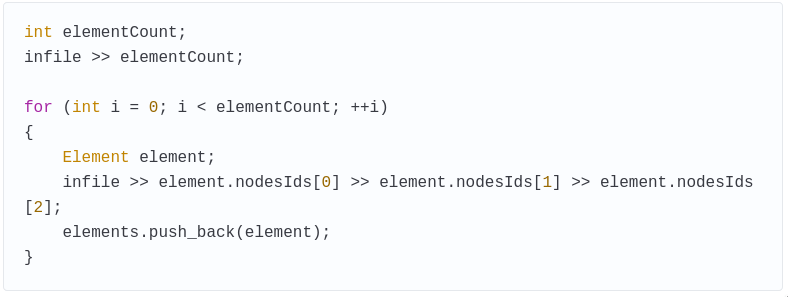 int elementCount;
infile >> elementCount;

for (int i = 0; i < elementCount; ++i)
{
    Element element;
    infile >> element.nodesIds[0] >> element.nodesIds[1] >> element.nodesIds
[2];
    elements.push_back(element);
}